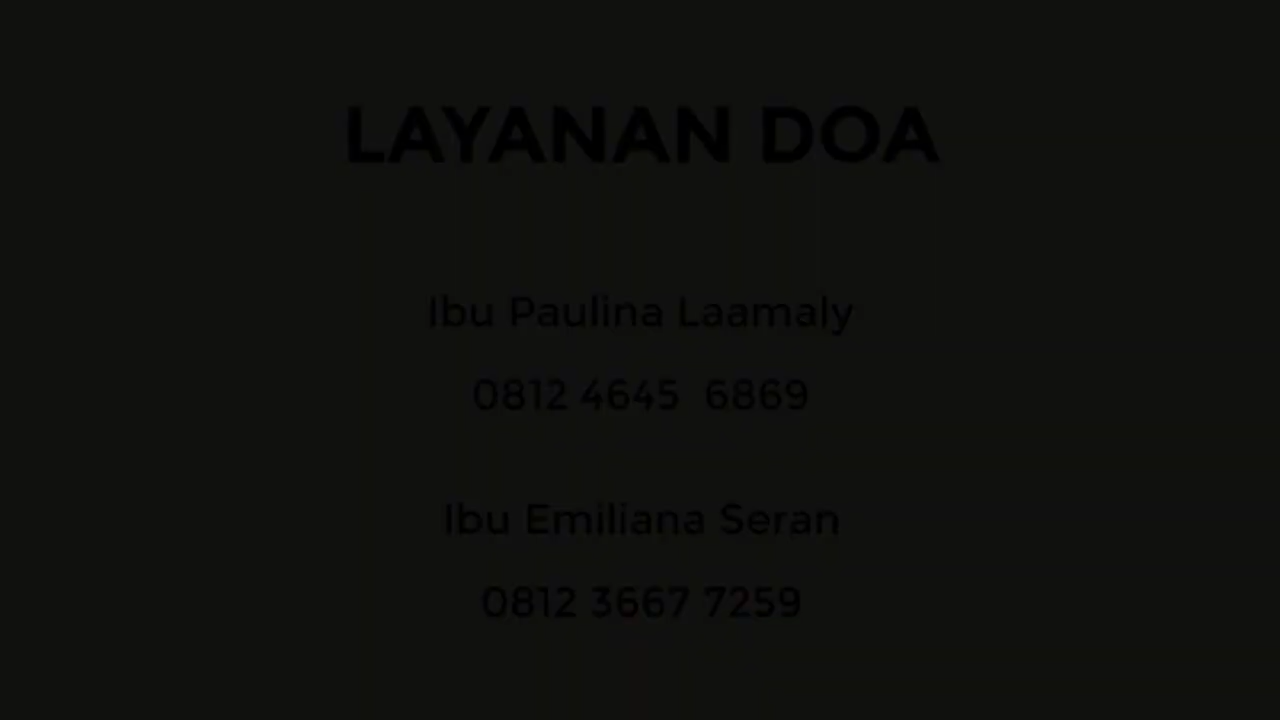 LAYANAN DOA
Ibu Paulina Laamaly
0812 4645 6869
Ibu Emiliana Seran
0812 3667 7259